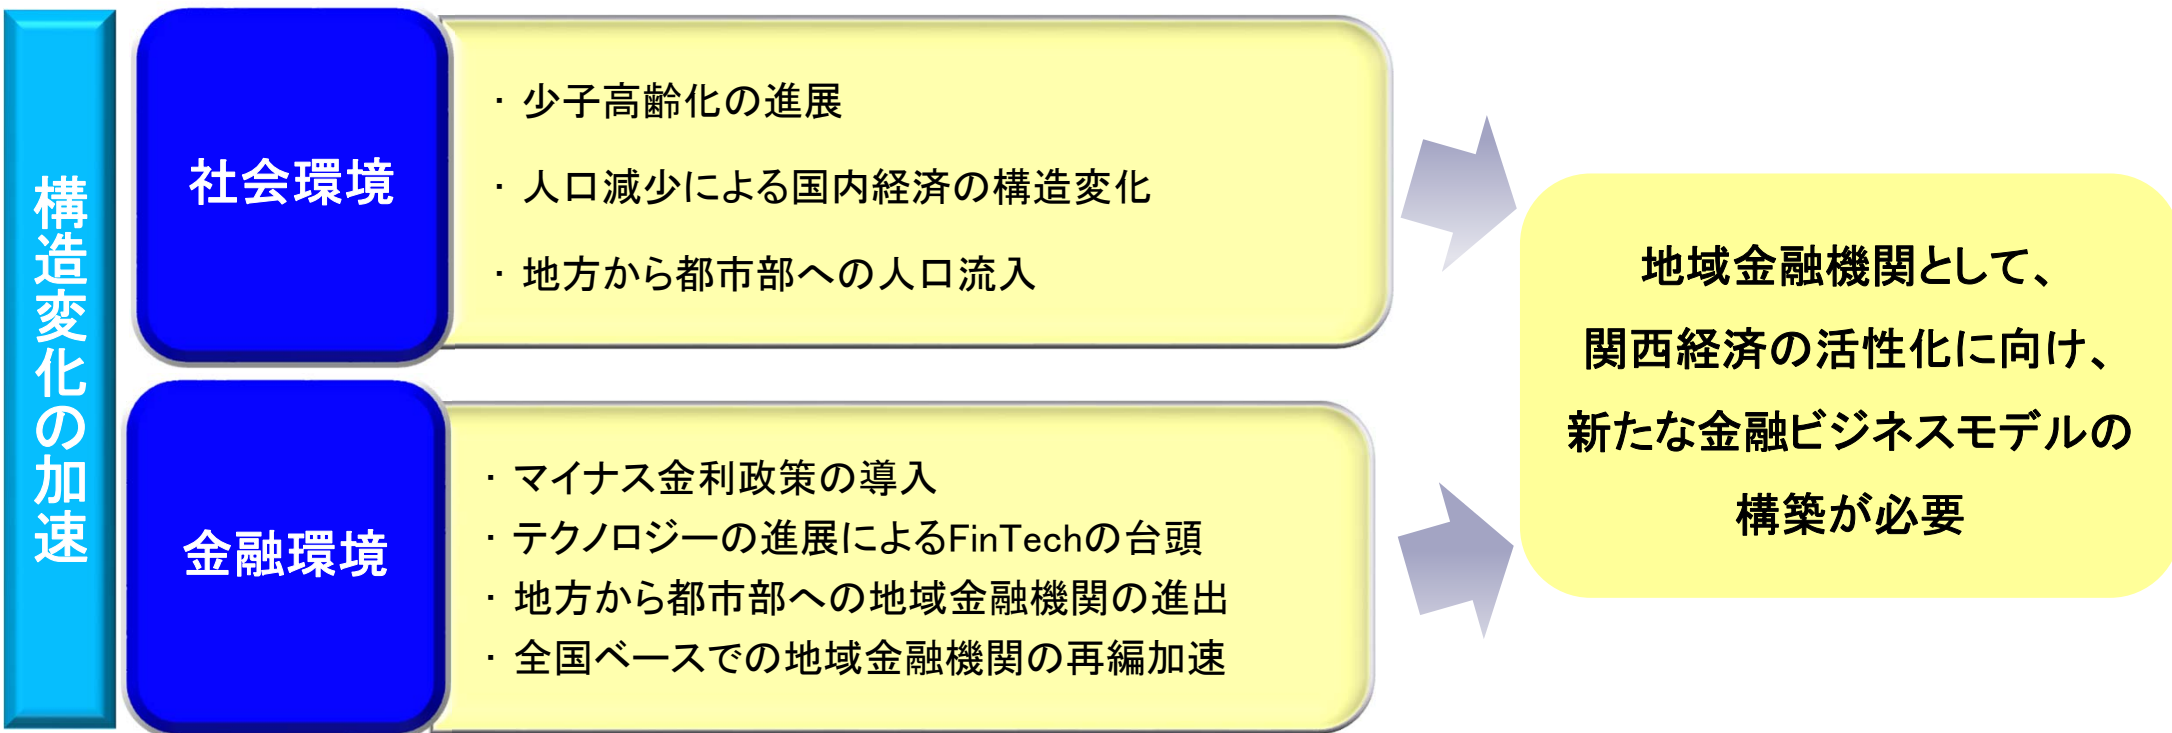 構造変化の加速
社会環境
・少子高齢化の進展
・人口減少による国内経済の構造変化
・地方から都市部への人口流入
金融環境
・マイナス金利政策の導入
・テクノロジーの進展によるFinTechの台頭
・地方から都市部への地域金融機関の進出
・全国ベースでの地域金融機関の再編加速
地域金融機関として、
関西経済の活性化に向け、
新たな金融ビジネスモデルの
構築が必要